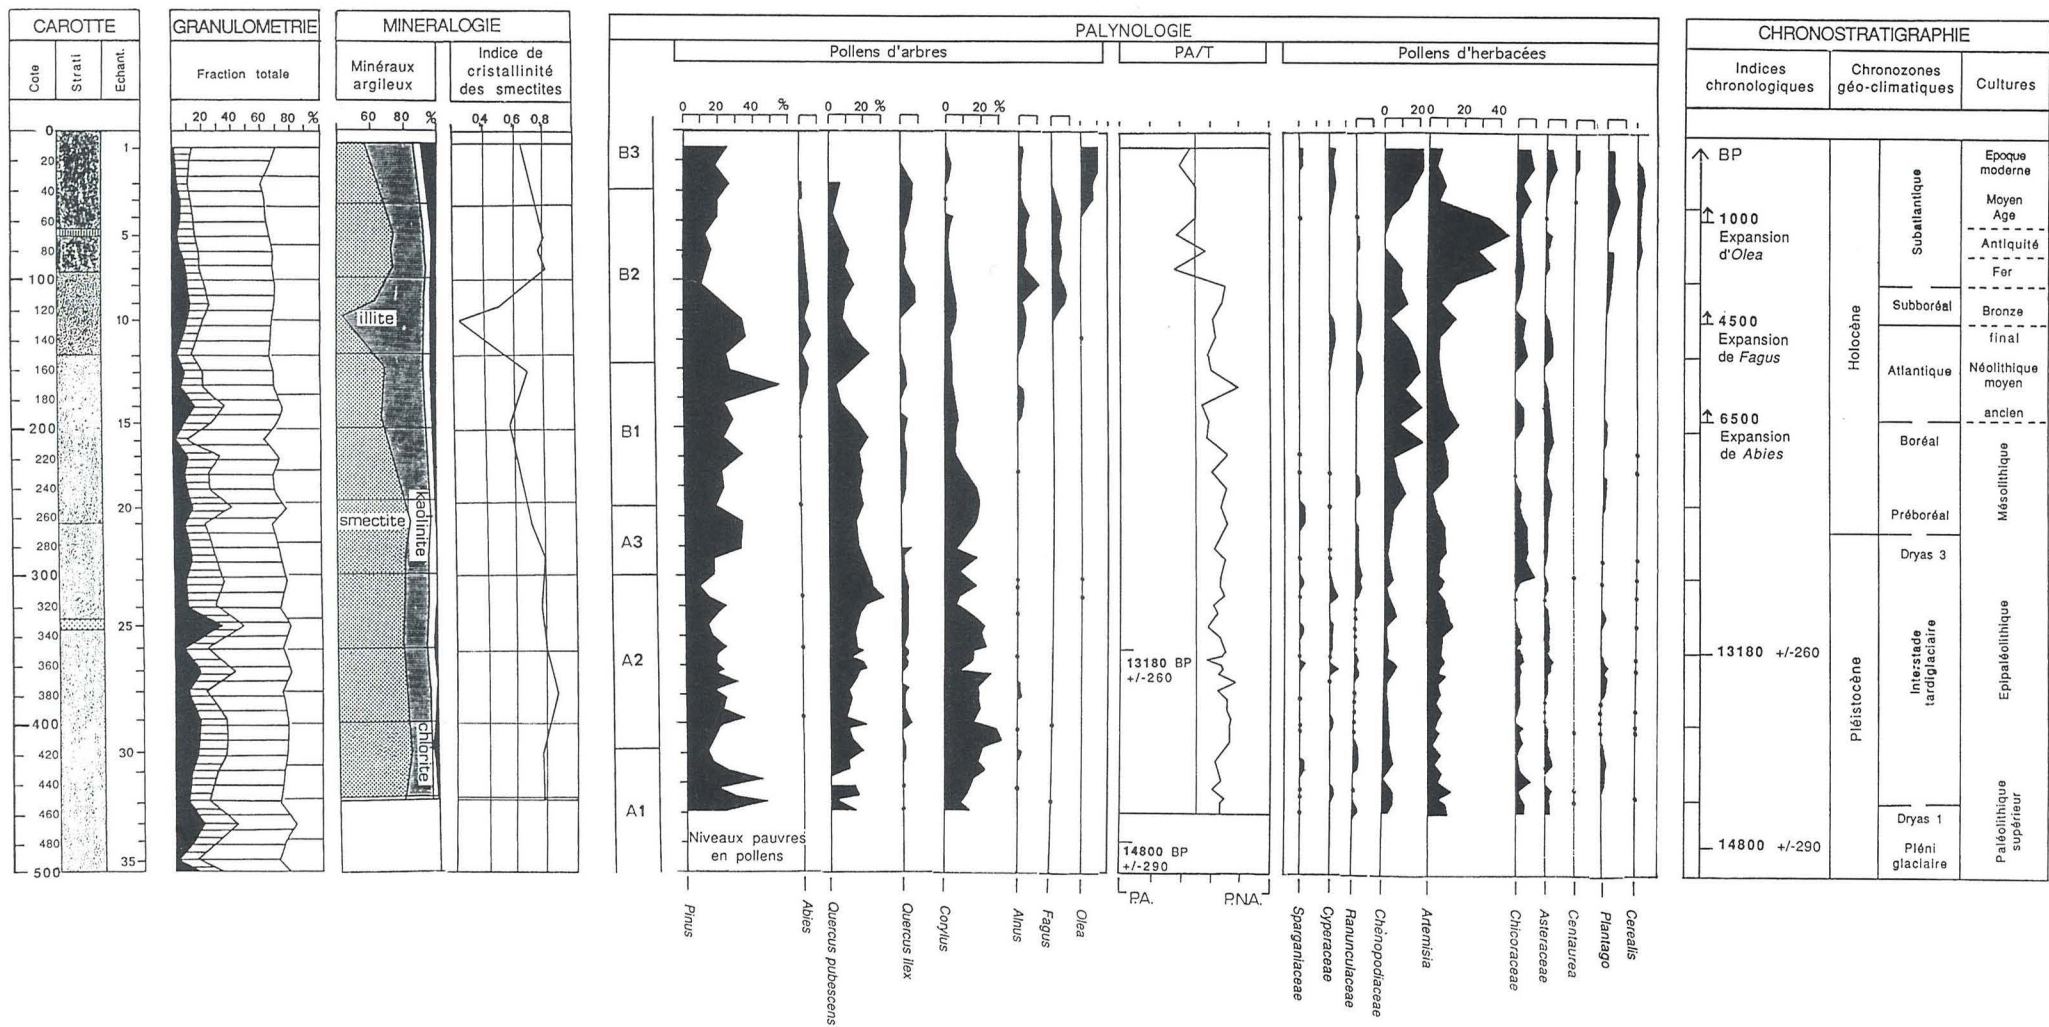 CAROTTE
GRANULOMETRIE
MINERALOGIE
PALYNOLOGIE
CHRONOSTRATIGRAPHIE
Cote
Strati
Echant.
Fraction totale
Minéraux
argileux
Indice de
cristallinité
des smectites
Pollens d'arbres
PA/T
Pollens d'herbacées
Indices
chronologiques
Chronozones
géo-climatiques
Cultures
20 40 60 %
60 80 %
04 0,6 0,8
0 20 40 %
0 20 %
0 20 %
0 200 20 40
0
20
40
60
80
100
120
140
160
180
200
220
240
260
280
300
320
340
360
380
400
420
440
460
480
500
1
5
10
15
20
25
30
35
illite
smectite
kaolinite
chlorite
B3
B2
B1
A3
A2
A1
Niveaux pauvres
en pollens
13180 BP
+/-260
14800 BP
+/-290
P.A. P.N.A.
Pinus
Abies
Quercus pubescens
Quercus ilex
Corylus
Alnus
Fagus
Olea
Sparganiaceae
Cyperaceae
Ranunculaceae
Chénopodiaceae
Artemisia
Chicoraceae
Asteraceae
Centaurea
Plantago
Cerealis
BP
1000
Expansion
d'Olea
4500
Expansion
de Fagus
6500
Expansion
de Abies
13180 +/-260
14800 +/-290
Holocène
Pléistocène
Subatlantique
Subboréal
Atlantique
Boréal
Préboréal
Dryas 3
Interstade
tardiglaciaire
Dryas 1
Pléni
glaciaire
Epoque
moderne
Moyen
Age
Antiquité
Fer
Bronze
final
Néolithique
moyen
ancien
Mésolithique
Epipaléolithique
Paléolithique
supérieur